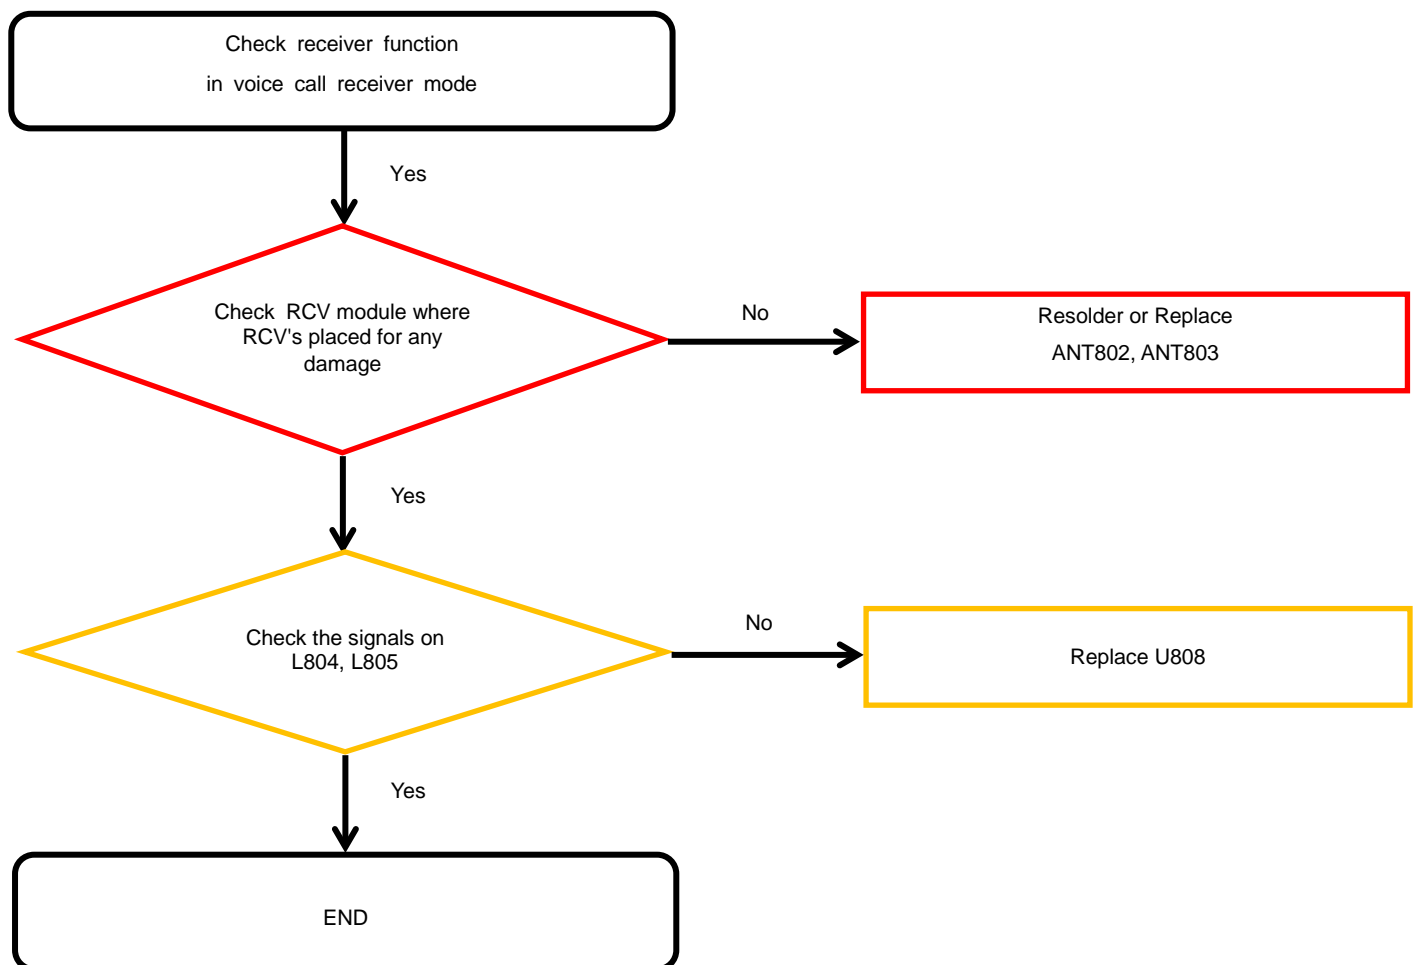 Check receiver function
in voice call receiver mode
Yes
Check RCV module where
RCV's placed for any
damage
No
Resolder or Replace
ANT802, ANT803
Yes
Check the signals on
L804, L805
No
Replace U808
Yes
END